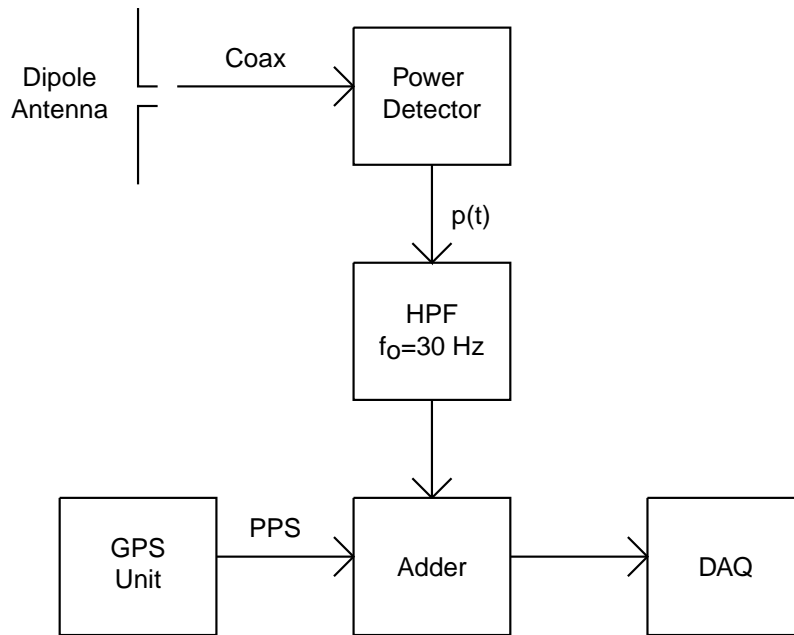 Dipole
Antenna
Coax
Power
Detector
p(t)
HPF
fo=30 Hz
GPS
Unit
PPS
Adder
DAQ